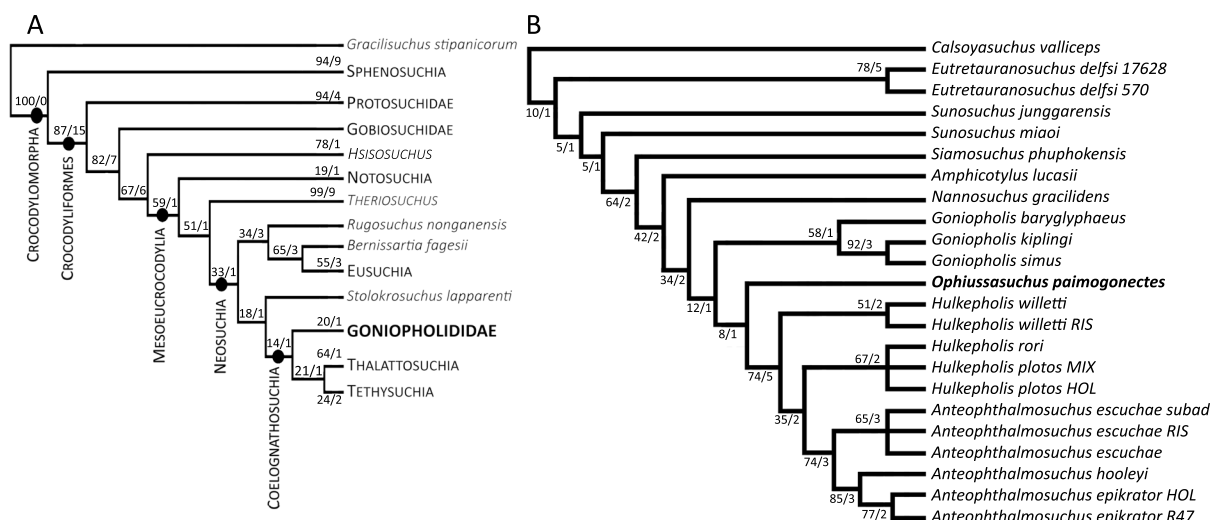 A
B
Gracilisuchus stipanicorum
94/9
SPHENOSUCHIA
100/0
94/4
PROTOSUCHIDAE
87/15
GOBIOSUCHIDAE
82/7
78/1
HSISOSUCHUS
67/6
19/1
NOTOSUCHIA
59/1
99/9
THERIOSUCHUS
51/1
Rugosuchus nonganensis
34/3
Bernissartia fagesii
65/3
55/3
EUSUCHIA
33/1
Stolokrosuchus lapparenti
18/1
20/1
GONIOPHOLIDIDAE
14/1
64/1
THALATTOSUCHIA
21/1
24/2
TETHYSUCHIA
CROCODYLOMORPHA
CROCODYLIFORMES
MESOEUCROCODYLIA
NEOSUCHIA
COELOGNATHOSUCHIA
Calsoyasuchus valliceps
78/5
Eutretauranosuchus delfsi 17628
Eutretauranosuchus delfsi 570
10/1
Sunosuchus junggarensis
5/1
Sunosuchus miaoi
5/1
Siamosuchus phuphokensis
64/2
Amphicotylus lucasii
42/2
Nannosuchus gracilidens
34/2
Goniopholis baryglyphaeus
58/1
Goniopholis kiplingi
92/3
Goniopholis simus
12/1
Ophiussasuchus paimogonectes
8/1
Hulkepholis willetti
51/2
Hulkepholis willetti RIS
74/5
Hulkepholis rori
67/2
Hulkepholis plotos MIX
Hulkepholis plotos HOL
35/2
Anteophthalmosuchus escuchae subad
65/3
Anteophthalmosuchus escuchae RIS
Anteophthalmosuchus escuchae
74/3
Anteophthalmosuchus hooleyi
85/3
Anteophthalmosuchus epikrator HOL
77/2
Anteophthalmosuchus epikrator R47